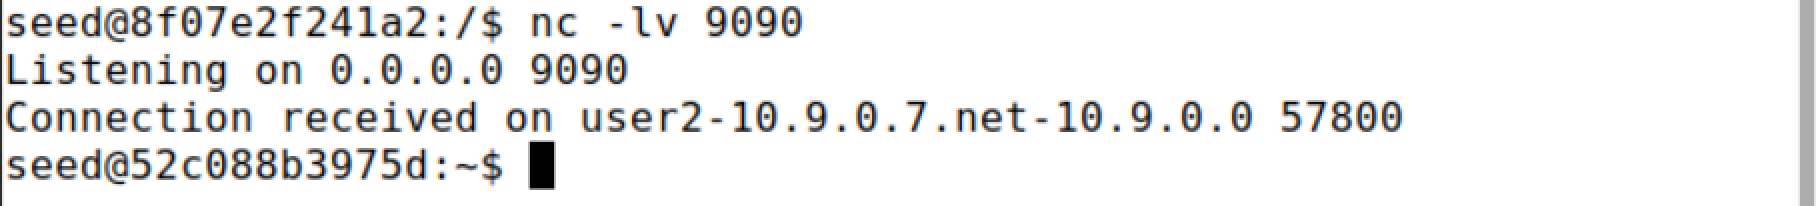 seed@8f07e2f241a2:/$ nc -lv 9090
Listening on 0.0.0.0 9090
Connection received on user2-10.9.0.7.net-10.9.0.0 57800
seed@52c088b3975d:~$